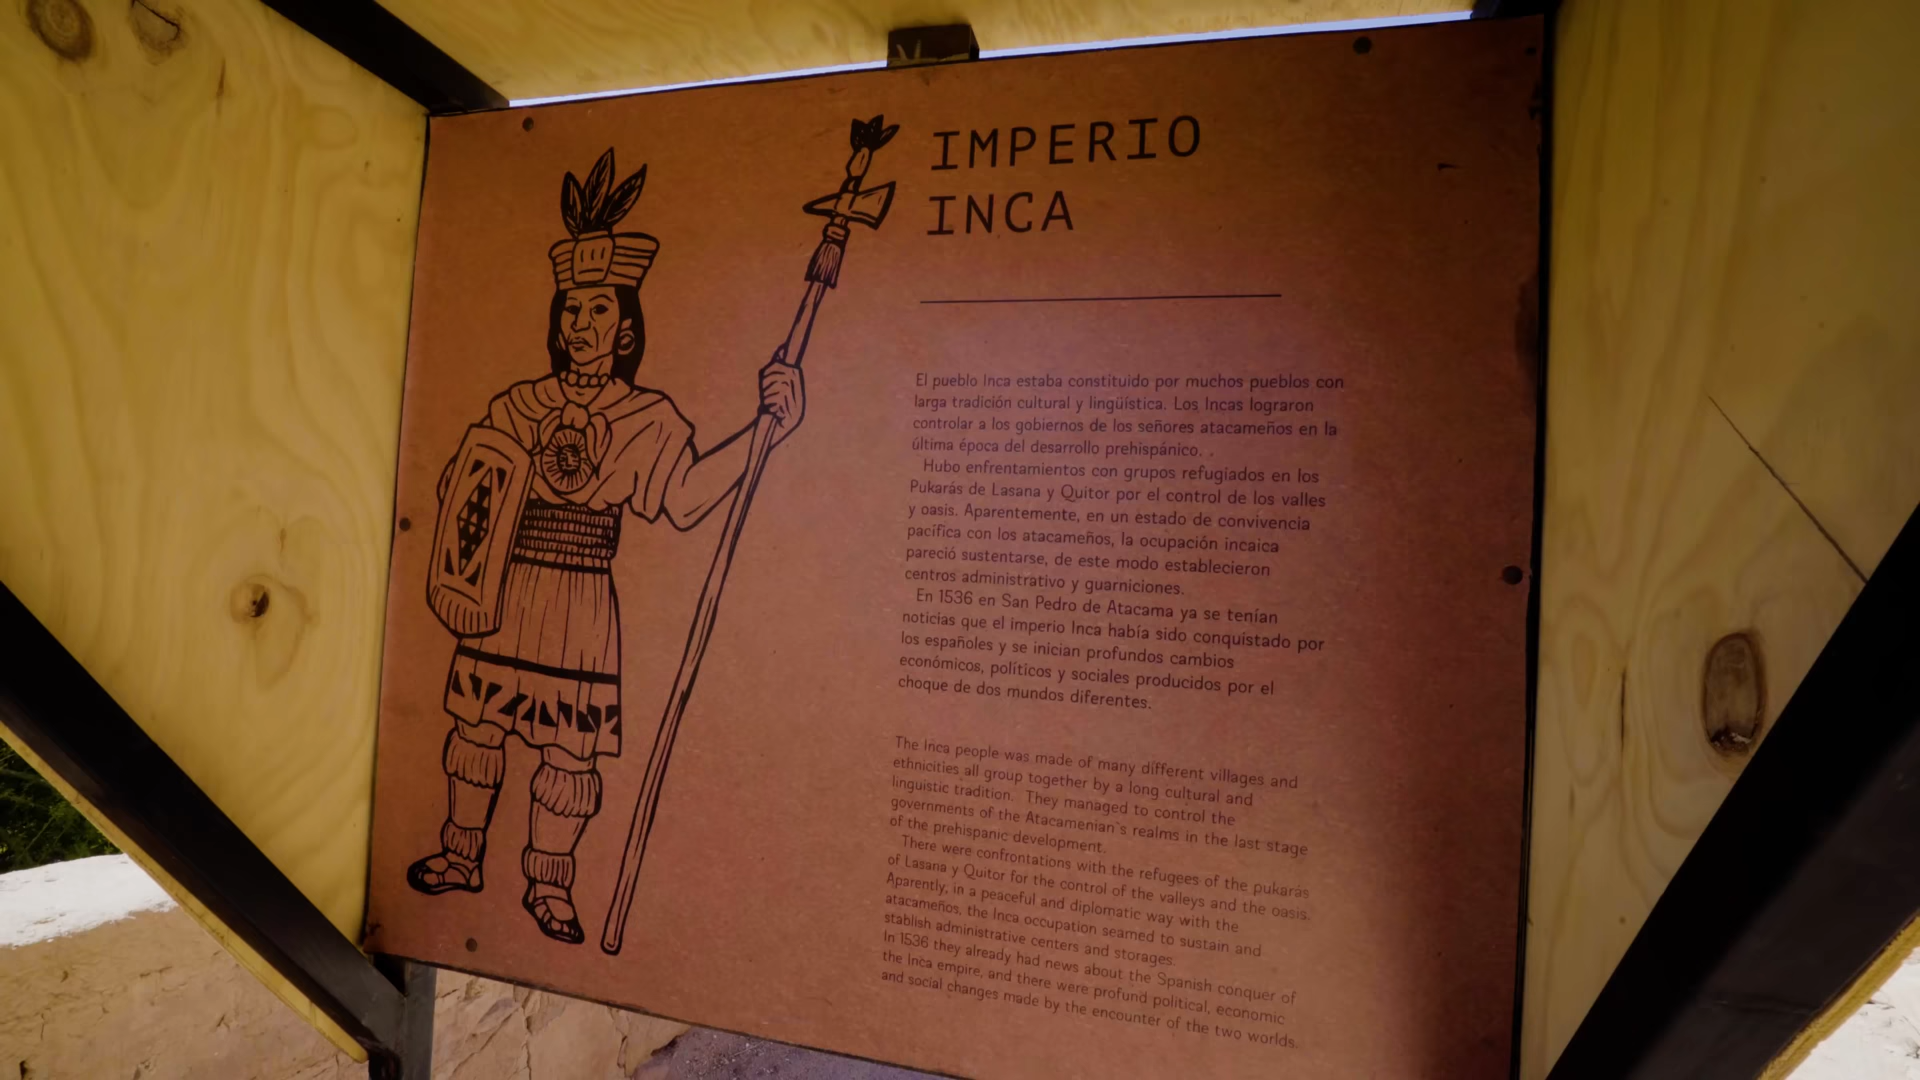 IMPERIO
INCA
El pueblo Inca estaba constituido por muchos pueblos con
larga tradición cultural y lingüística. Los Incas lograron
controlar a los gobiernos de los señores atacameños en la
última época del desarrollo prehispánico.
Hubo enfrentamientos con grupos refugiados en los
Pukarás de Lasana y Quitor por el control de los valles
y oasis. Aparentemente, en un estado de convivencia
pacífica con los atacameños, la ocupación incaica
pareció sustentarse, de este modo establecieron
centros administrativo y guarniciones.
En 1536 en San Pedro de Atacama ya se tenían
noticias que el imperio Inca había sido conquistado por
los españoles y se inician profundos cambios
económicos, políticos y sociales producidos por el
choque de dos mundos diferentes.
The Inca people was made of many different villages and
ethnicities all group together by a long cultural and
linguistic tradition. They managed to control the
governments of the Atacamenian's realms in the last stage
of the prehispanic development.
There were confrontations with the refugees of the pukarás
of Lasana y Quitor for the control of the valleys and the oasis.
Aparently, in a peaceful and diplomatic way with the
atacameños, the Inca occupation seamed to sustain and
stablish administrative centers and storages.
In 1536 they already had news about the Spanish conquer of
the Inca empire, and there were profund political, economic
and social changes made by the encounter of the two worlds.